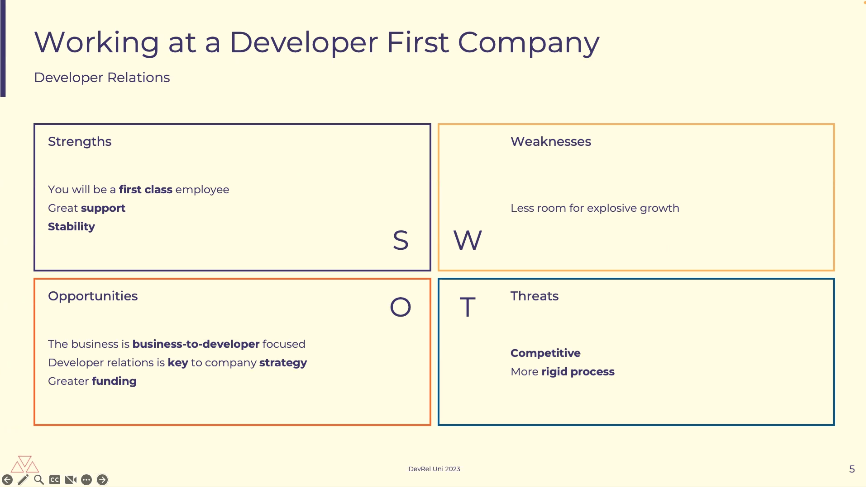 Working at a Developer First Company
Developer Relations
Strengths
You will be a first class employee
Great support
Stability
S
Weaknesses
Less room for explosive growth
W
Opportunities
O
The business is business-to-developer focused
Developer relations is key to company strategy
Greater funding
T
Threats
Competitive
More rigid process
DevRel Uni 2023
5
CC